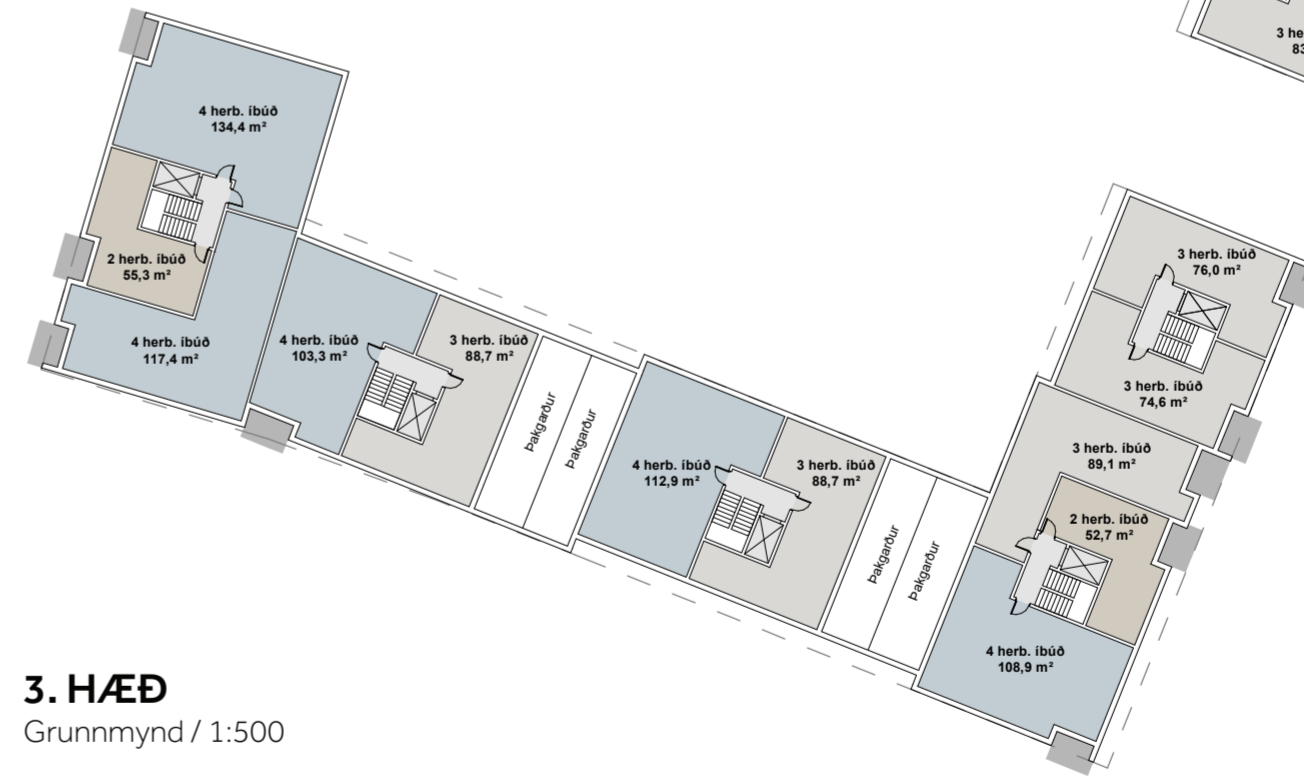 3 he
83
4 herb. íbúð
134,4 m²
2 herb. íbúð
55,3 m²
4 herb. íbúð
117,4 m²
4 herb. íbúð
103,3 m²
3 herb. íbúð
88,7 m²
Þakgarður
Þakgarður
4 herb. íbúð
112,9 m²
3 herb. íbúð
88,7 m²
Þakgarður
Þakgarður
3 herb. íbúð
76,0 m²
3 herb. íbúð
74,6 m²
3 herb. íbúð
89,1 m²
2 herb. íbúð
52,7 m²
4 herb. íbúð
108,9 m²
3. HÆÐ
Grunnmynd / 1:500